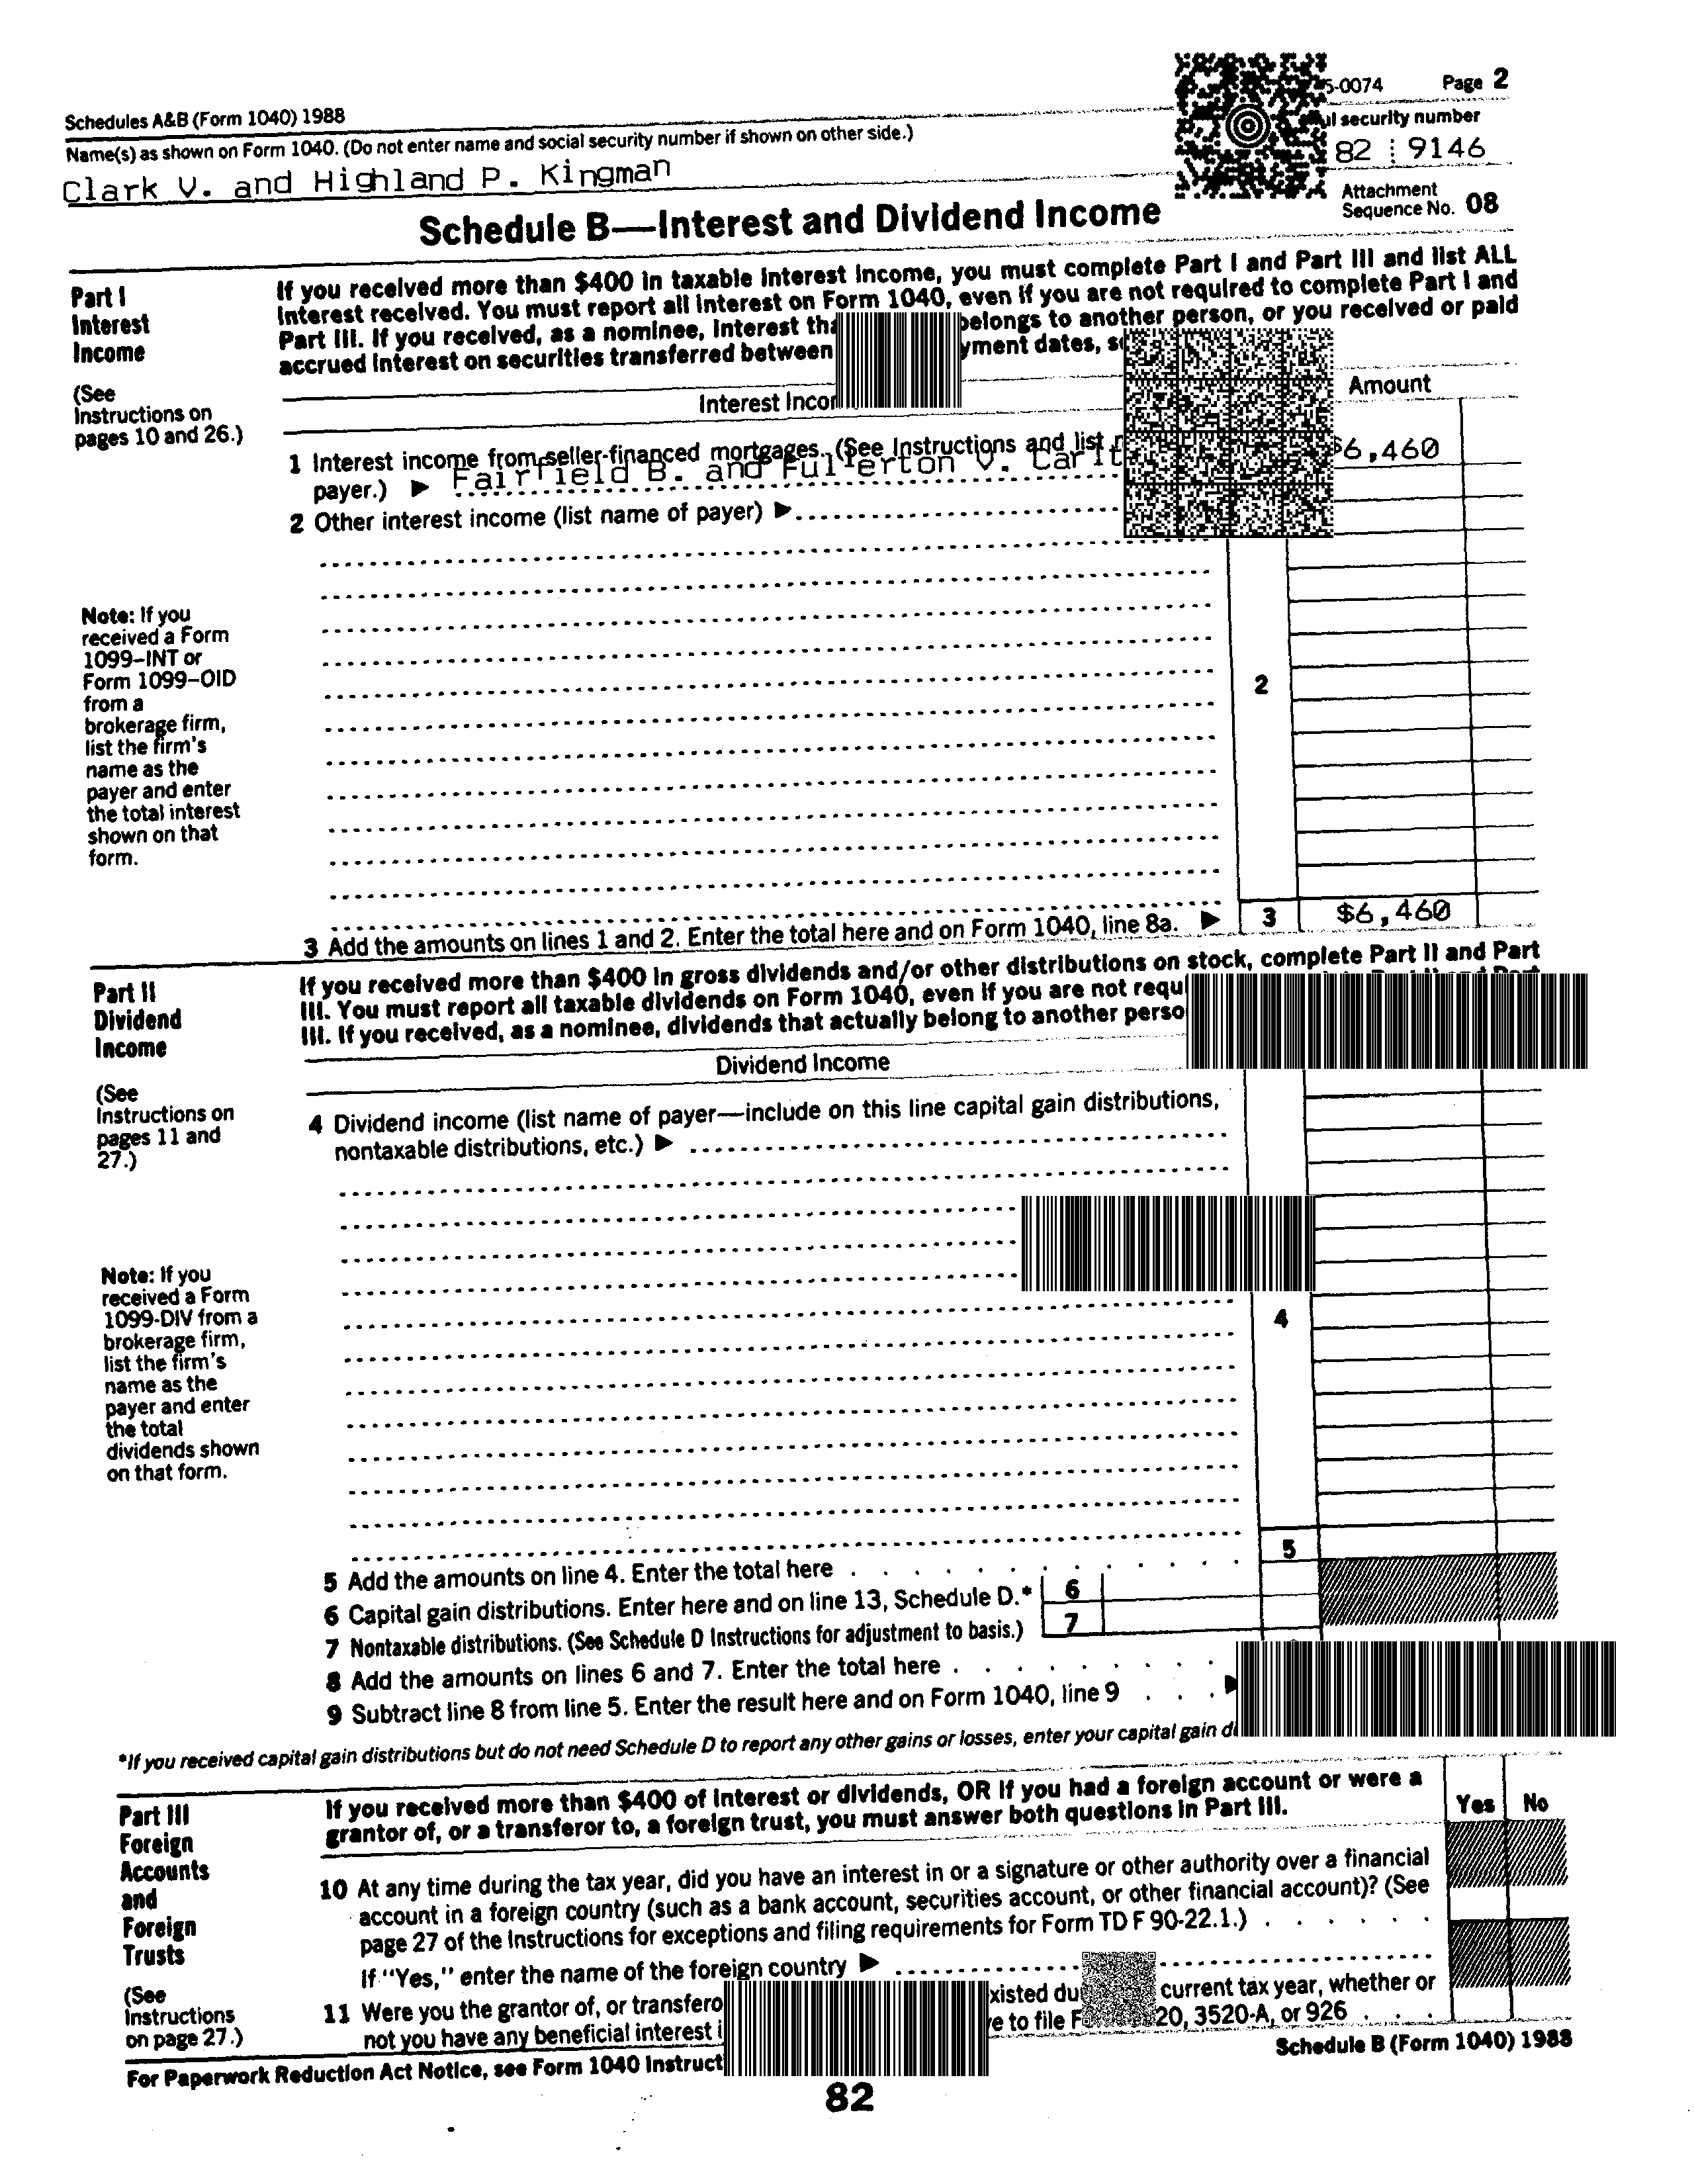 Schedules A&B (Form 1040) 1988
5-0074 Page 2
Name(s) as shown on Form 1040. (Do not enter name and social security number if shown on other side.)
security number
Clark V. and Highland P. Kingman
82 9146
Attachment
Sequence No. 08
Schedule B—Interest and Dividend Income
Part I
Interest
Income
(See
Instructions on
pages 10 and 26.)
If you received more than $400 in taxable interest income, you must complete Part I and Part III and list ALL
interest received. You must report all interest on Form 1040, even if you are not required to complete Part I and
Part III. If you received, as a nominee, interest belongs to another person, or you received or paid
accrued interest on securities transferred between dates,
Interest
Amount
1 Interest income from seller-financed mortgages. (See Instructions and list
payer.) ▶ Fairfield B. and Fullerton V.
$6,460
2 Other interest income (list name of payer) ▶
Note: If you
received a Form
1099–INT or
Form 1099–OID
from a
brokerage firm,
list the firm's
name as the
payer and enter
the total interest
shown on that
form.
2
3 Add the amounts on lines 1 and 2. Enter the total here and on Form 1040, line 8a. ▶ 3 $6,460
Part II
Dividend
Income
(See
Instructions on
pages 11 and
27.)
If you received more than $400 in gross dividends and/or other distributions on stock, complete Part II and Part
III. You must report all taxable dividends on Form 1040, even if you are not
III. If you received, as a nominee, dividends that actually belong to another
Dividend Income
4 Dividend income (list name of payer—include on this line capital gain distributions,
nontaxable distributions, etc.) ▶
Note: If you
received a Form
1099-DIV from a
brokerage firm,
list the firm's
name as the
payer and enter
the total
dividends shown
on that form.
4
5 Add the amounts on line 4. Enter the total here 5
6 Capital gain distributions. Enter here and on line 13, Schedule D.* 6
7 Nontaxable distributions. (See Schedule D Instructions for adjustment to basis.) 7
8 Add the amounts on lines 6 and 7. Enter the total here
9 Subtract line 8 from line 5. Enter the result here and on Form 1040, line 9
*If you received capital gain distributions but do not need Schedule D to report any other gains or losses, enter your capital gain
Part III
Foreign
Accounts
and
Foreign
Trusts
(See
Instructions
on page 27.)
If you received more than $400 of interest or dividends, OR if you had a foreign account or were a
grantor of, or a transferor to, a foreign trust, you must answer both questions in Part III.
Yes No
10 At any time during the tax year, did you have an interest in or a signature or other authority over a financial
account in a foreign country (such as a bank account, securities account, or other financial account)? (See
page 27 of the Instructions for exceptions and filing requirements for Form TD F 90-22.1.)
If "Yes," enter the name of the foreign country ▶
11 Were you the grantor of, or current tax year, whether or
not you have any beneficial interest to file 3520-A, or 926
For Paperwork Reduction Act Notice, see Form 1040
Schedule B (Form 1040) 1988
82